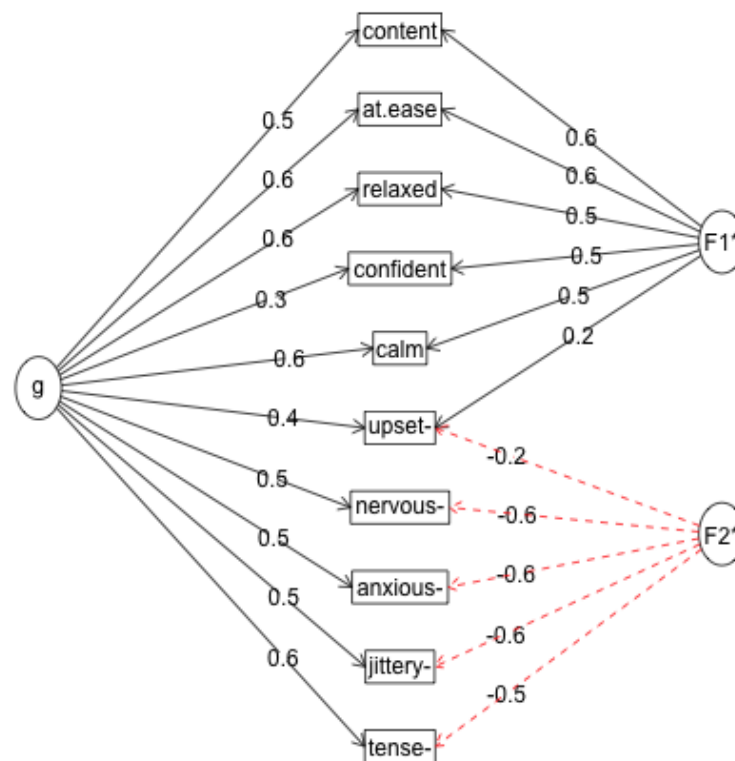 content
0.5
0.6
at.ease
0.6
0.6
relaxed
0.6
0.5
F1*
confident
0.3
0.5
0.5
calm
0.6
0.2
g
upset-
0.4
-0.2
0.5
nervous-
-0.6
F2*
0.5
anxious-
-0.6
0.5
jittery-
-0.6
0.6
-0.5
tense-